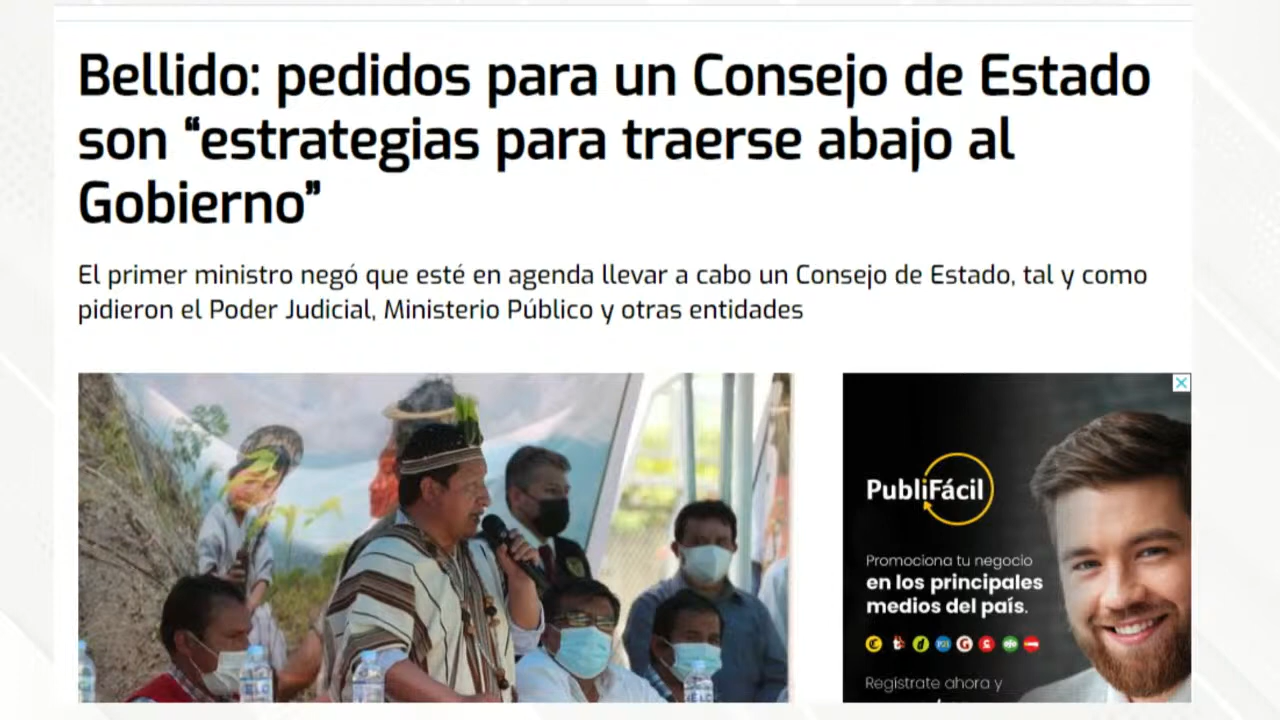 Bellido: pedidos para un Consejo de Estado
son “estrategias para traerse abajo al
Gobierno”
El primer ministro negó que esté en agenda llevar a cabo un Consejo de Estado, tal y como
pidieron el Poder Judicial, Ministerio Público y otras entidades
PubliFácil
Promociona tu negocio
en los principales
medios del país.
Regístrate ahora y